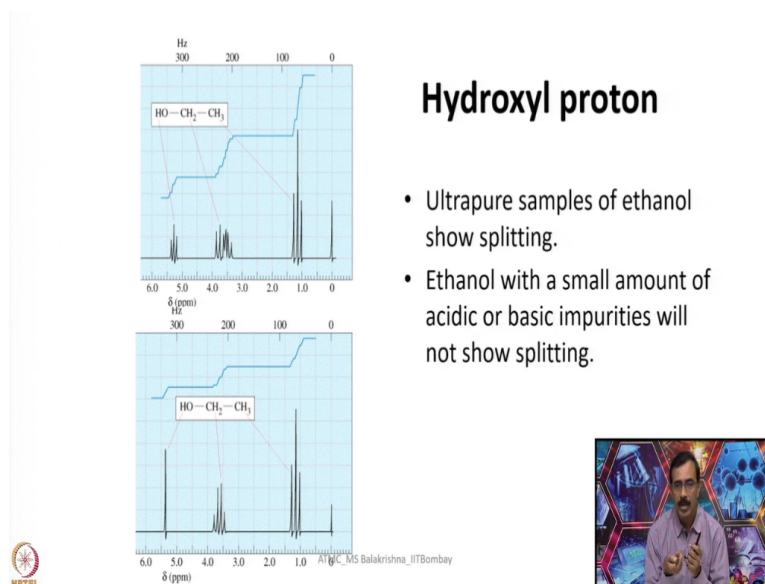 Hz
300 200 100 0
HO—CH2—CH3
6.0 5.0 4.0 3.0 2.0 1.0 0
δ (ppm)
Hz
300 200 100 0
HO—CH2—CH3
6.0 5.0 4.0 3.0 2.0 1.0 0
δ (ppm)
Hydroxyl proton
• Ultrapure samples of ethanol
show splitting.
• Ethanol with a small amount of
acidic or basic impurities will
not show splitting.
MS Balakrishna_IITBombay
NPTEL